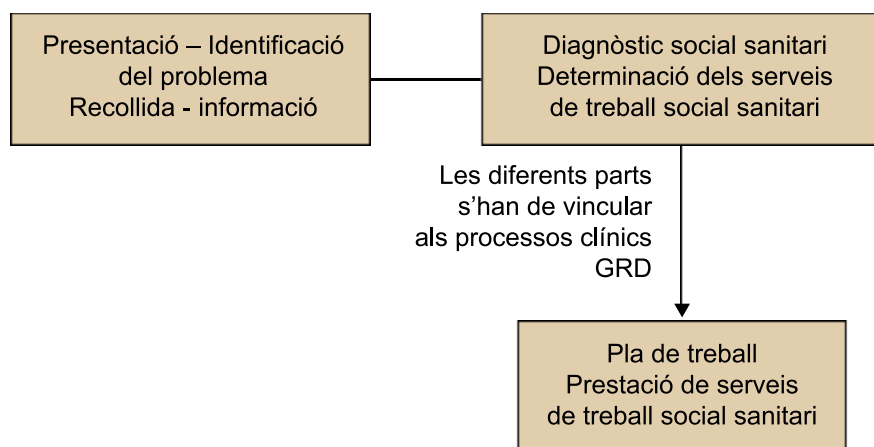 Presentació – Identificació
del problema
Recollida - informació
Diagnòstic social sanitari
Determinació dels serveis
de treball social sanitari
Les diferents parts
s'han de vincular
als processos clínics
GRD
Pla de treball
Prestació de serveis
de treball social sanitari